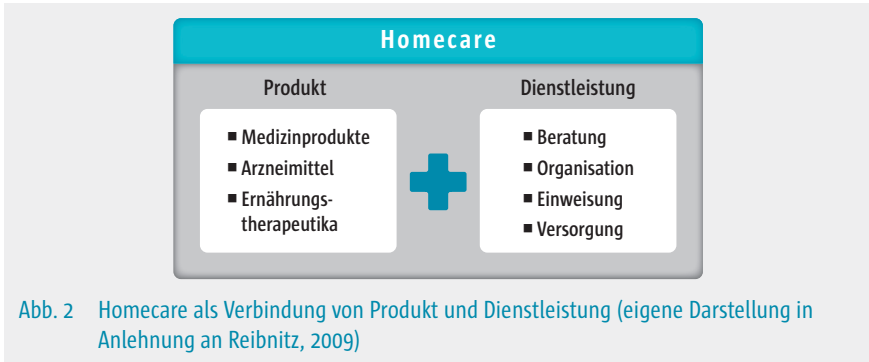 Homecare
Produkt
■ Medizinprodukte
■ Arzneimittel
■ Ernährungs-
therapeutika
Dienstleistung
■ Beratung
■ Organisation
■ Einweisung
■ Versorgung
Abb. 2 Homecare als Verbindung von Produkt und Dienstleistung (eigene Darstellung in
Anlehnung an Reibnitz, 2009)